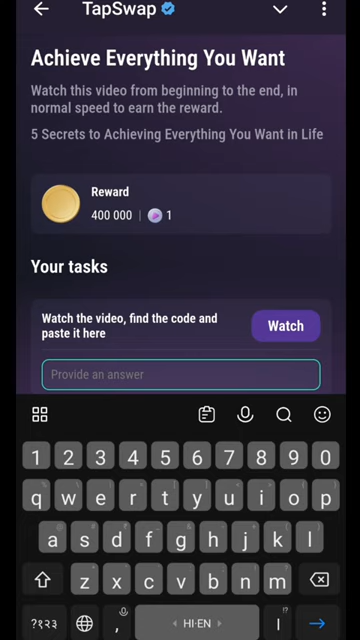 TapSwap
Achieve Everything You Want
Watch this video from beginning to the end, in
normal speed to earn the reward.
5 Secrets to Achieving Everything You Want in Life
Reward
400 000 | 1
Your tasks
Watch the video, find the code and
paste it here
Watch
Provide an answer
1 2 3 4 5 6 7 8 9 0
q w e r t y u i o p
a s d f g h j k l
z x c v b n m
?१२३ , HI·EN । !?